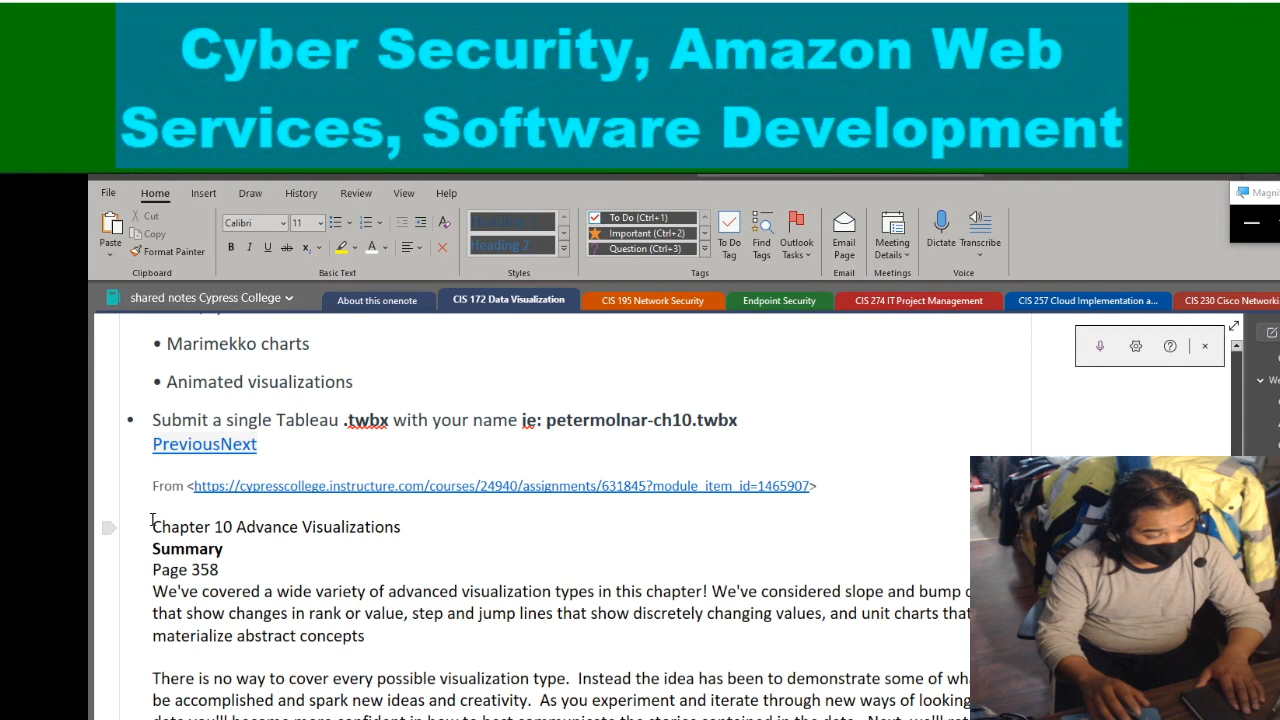 Cyber Security, Amazon Web
Services, Software Development
File Home Insert Draw History Review View Help
Magni
Paste
Cut
Copy
Format Painter
Clipboard
Calibri 11
B I U ab x
A
Basic Text
Heading 1
Heading 2
Styles
To Do (Ctrl+1)
Important (Ctrl+2)
Question (Ctrl+3)
To Do Tag
Find Tags
Outlook Tasks
Tags
Email Page
Email
Meeting Details
Meetings
Dictate
Transcribe
Voice
shared notes Cypress College
About this onenote
CIS 172 Data Visualization
CIS 195 Network Security
Endpoint Security
CIS 274 IT Project Management
CIS 257 Cloud Implementation a...
CIS 230 Cisco Networki
• Marimekko charts
We
• Animated visualizations
• Submit a single Tableau .twbx with your name ie: petermolnar-ch10.twbx
PreviousNext
From <https://cypresscollege.instructure.com/courses/24940/assignments/631845?module_item_id=1465907>
Chapter 10 Advance Visualizations
Summary
Page 358
We've covered a wide variety of advanced visualization types in this chapter! We've considered slope and bump
that show changes in rank or value, step and jump lines that show discretely changing values, and unit charts that
materialize abstract concepts
There is no way to cover every possible visualization type. Instead the idea has been to demonstrate some of
be accomplished and spark new ideas and creativity. As you experiment and iterate through new ways of looking